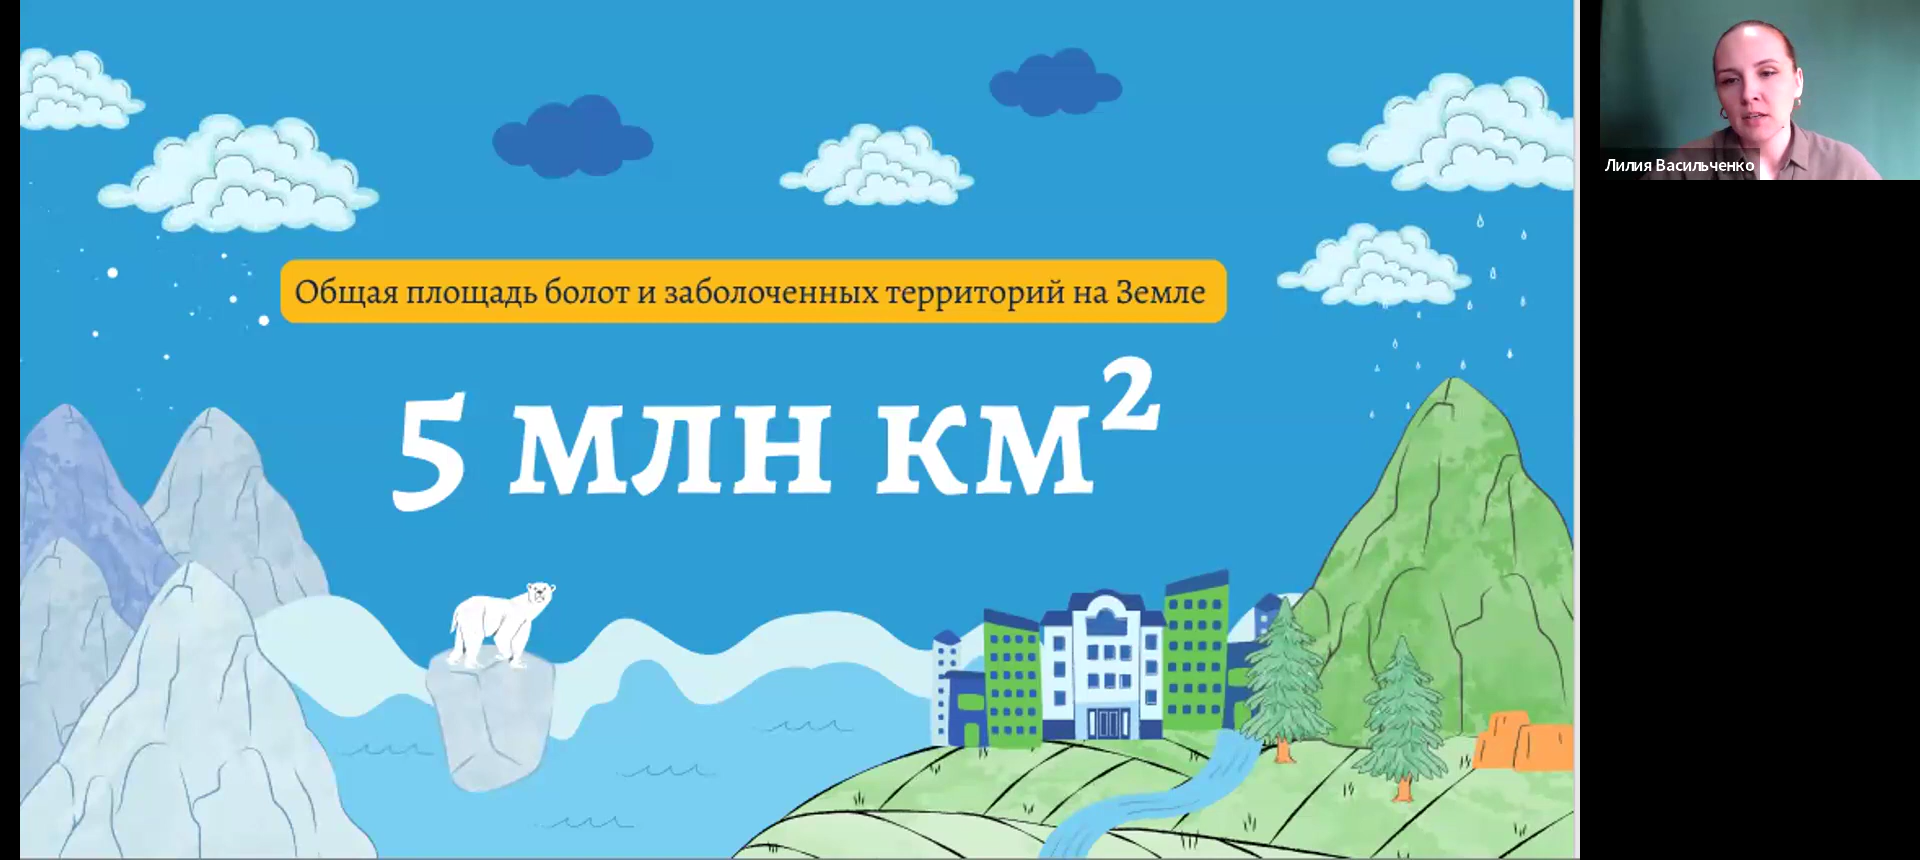 Общая площадь болот и заболоченных территорий на Земле
5 млн км²
Лилия Васильченко